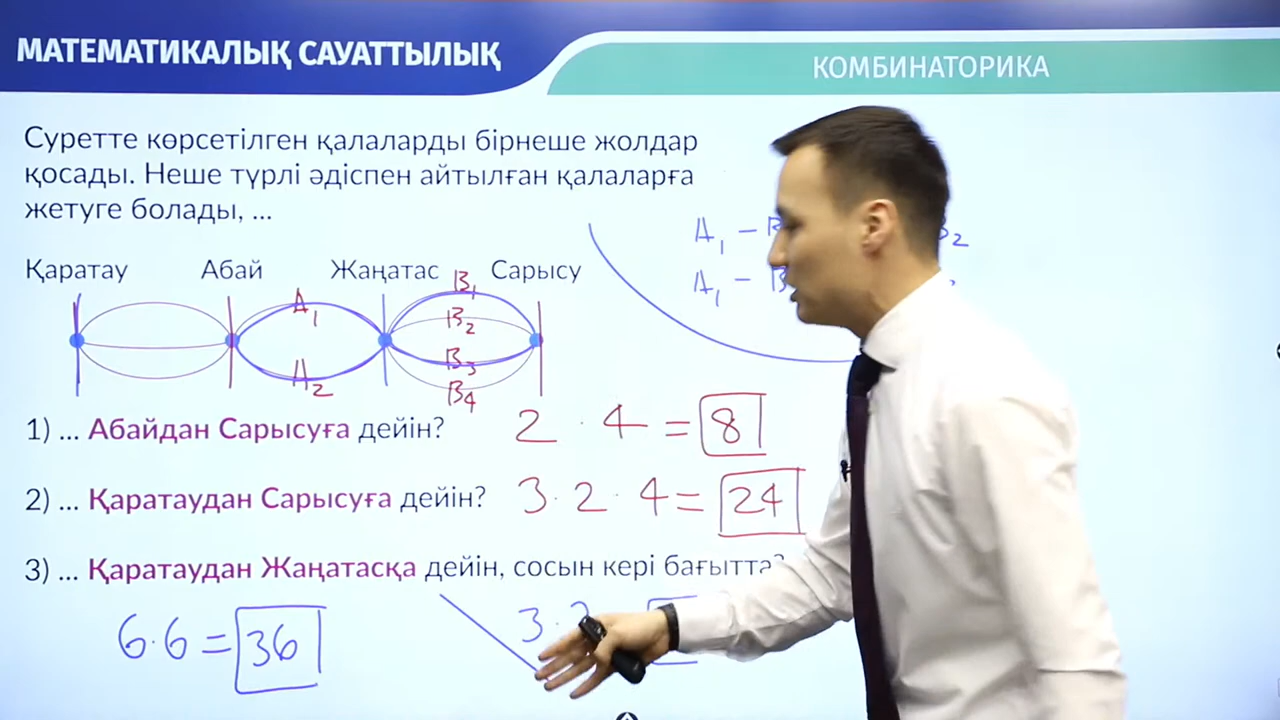 МАТЕМАТИКАЛЫҚ САУАТТЫЛЫҚ
КОМБИНАТОРИКА
Суретте көрсетілген қалаларды бірнеше жолдар
қосады. Неше түрлі әдіспен айтылған қалаларға
жетуге болады, ...
A₁ – B₂
A₁ –
Қаратау Абай Жаңатас Сарысу
A₁ B₁
B₂
A₂ B₃
B₄
1) ... Абайдан Сарысуға дейін? 2 · 4 = 8
2) ... Қаратаудан Сарысуға дейін? 3 · 2 · 4 = 24
3) ... Қаратаудан Жаңатасқа дейін, сосын кері бағытта?
3 ·
6 · 6 = 36